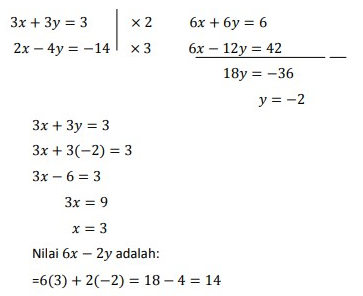 3x + 3y = 3 | × 2 6x + 6y = 6
2x − 4y = −14 | × 3 6x − 12y = 42
18y = −36
y = −2
3x + 3y = 3
3x + 3(−2) = 3
3x − 6 = 3
3x = 9
x = 3
Nilai 6x − 2y adalah:
=6(3) + 2(−2) = 18 − 4 = 14